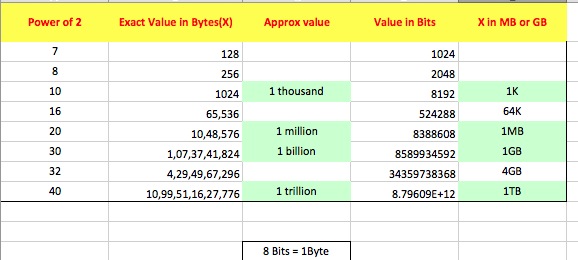 Power of 2 Exact Value in Bytes(X) Approx value Value in Bits X in MB or GB
7 128 1024
8 256 2048
10 1024 1 thousand 8192 1K
16 65,536 524288 64K
20 10,48,576 1 million 8388608 1MB
30 1,07,37,41,824 1 billion 8589934592 1GB
32 4,29,49,67,296 34359738368 4GB
40 10,99,51,16,27,776 1 trillion 8.79609E+12 1TB
8 Bits = 1Byte